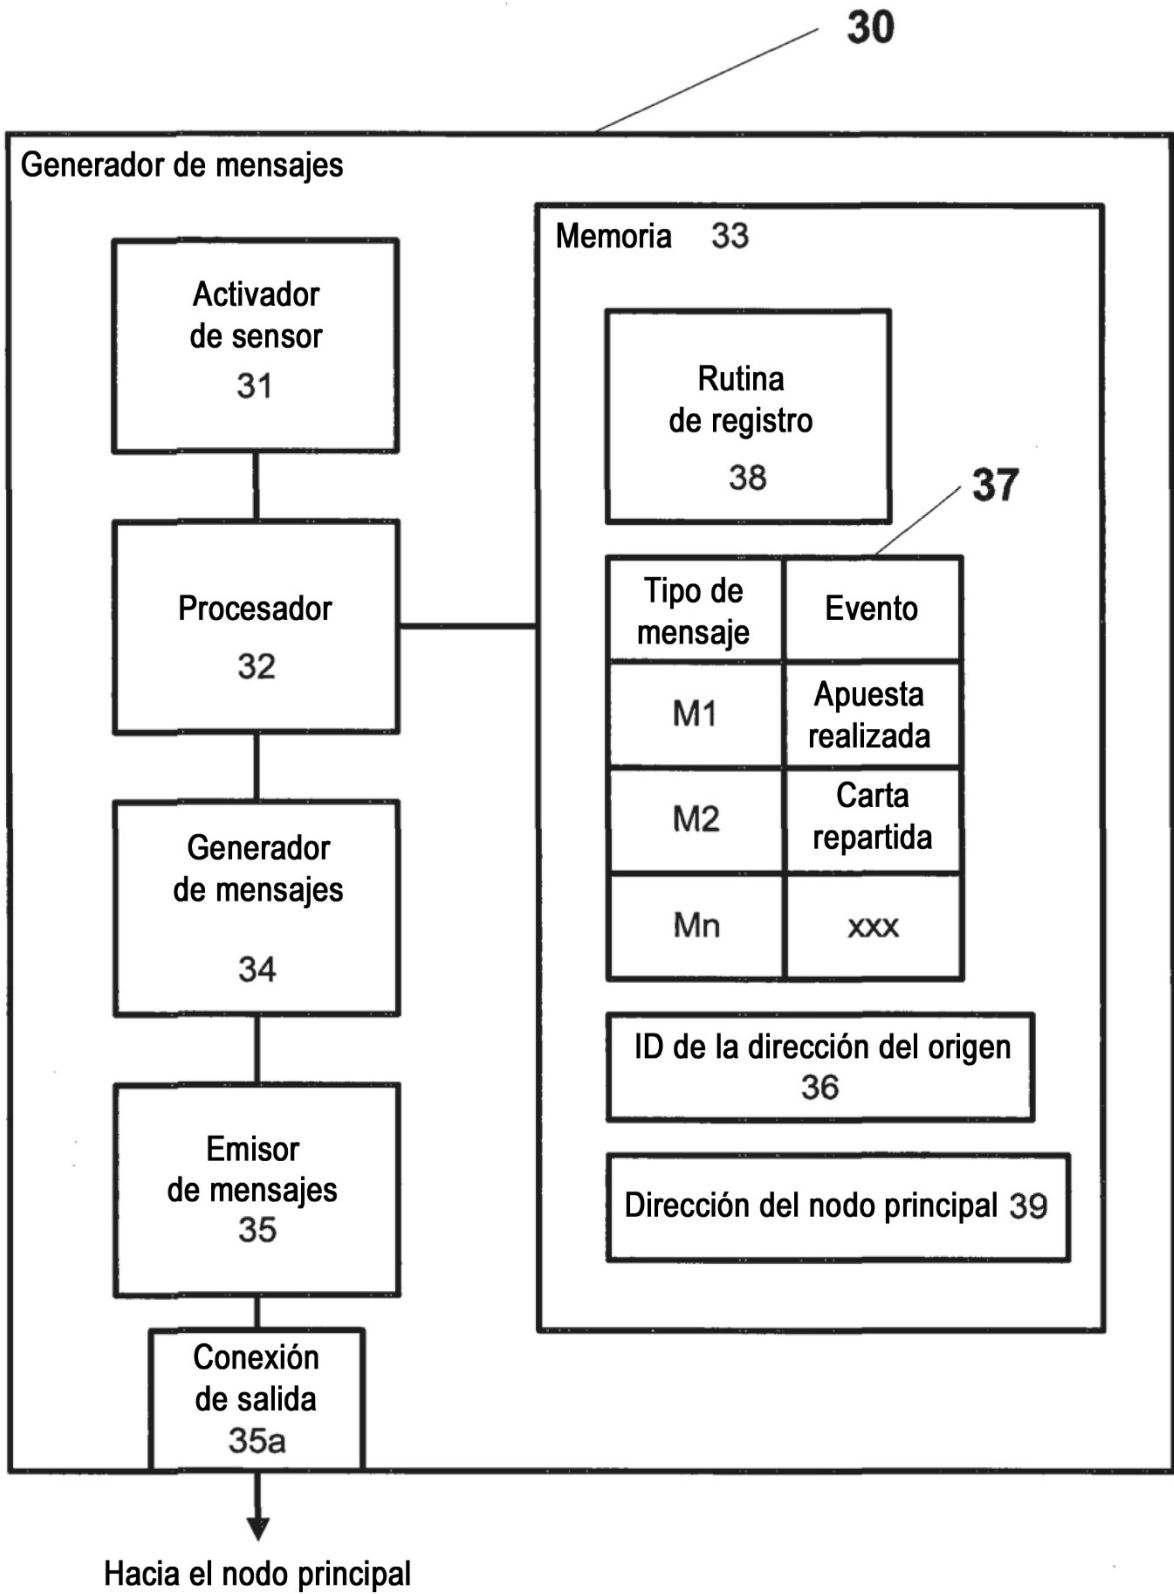 30
Generador de mensajes
Activador
de sensor
31
Procesador
32
Generador
de mensajes
34
Emisor
de mensajes
35
Conexión
de salida
35a
Hacia el nodo principal
Memoria 33
Rutina
de registro
38
37
Tipo de
mensaje
Evento
M1
Apuesta
realizada
M2
Carta
repartida
Mn
xxx
ID de la dirección del origen
36
Dirección del nodo principal 39